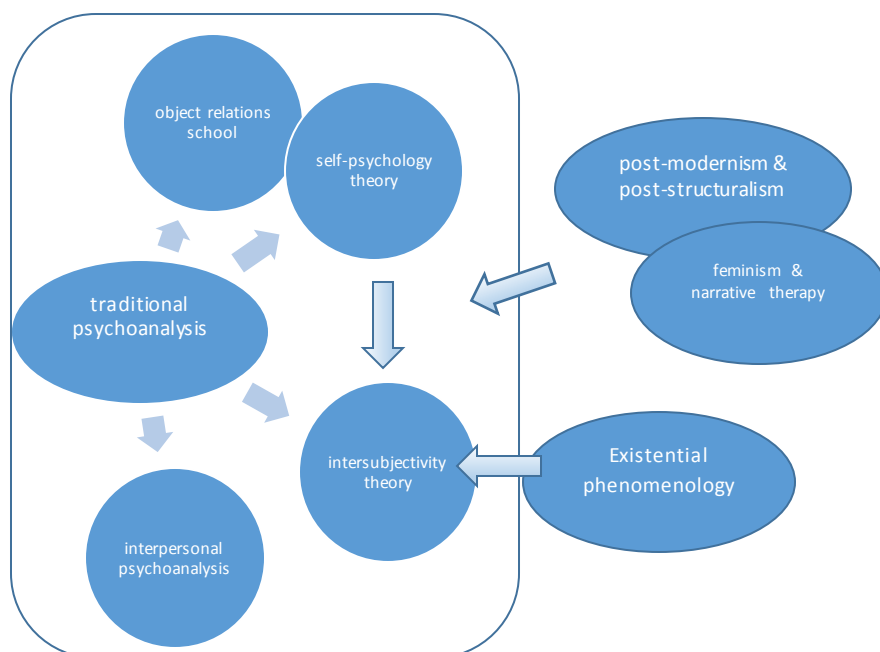 object relations
school
self-psychology
theory
post-modernism &
post-structuralism
feminism &
narrative therapy
traditional
psychoanalysis
intersubjectivity
theory
Existential
phenomenology
interpersonal
psychoanalysis